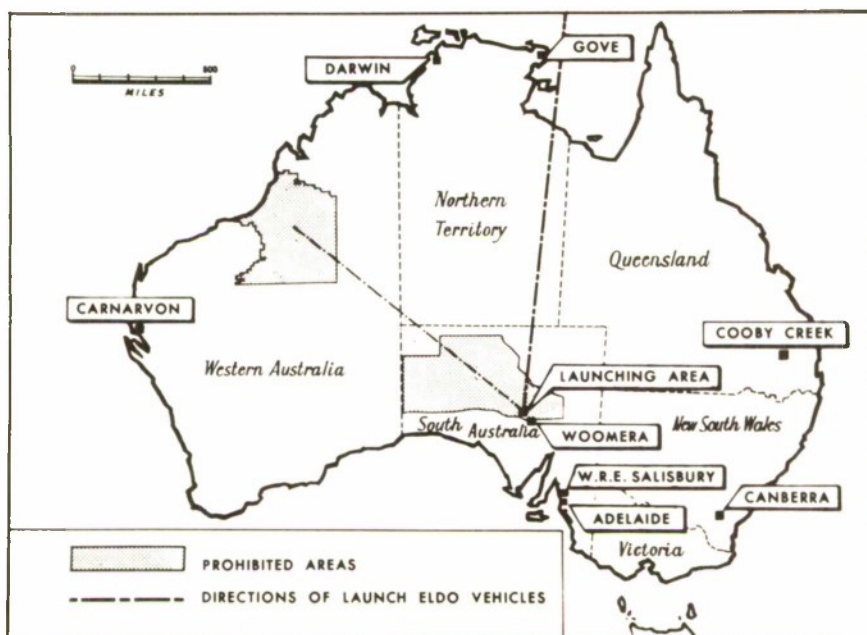 0
500
MILES
DARWIN
GOVE
Northern
Territory
Queensland
CARNARVON
COOBY CREEK
Western Australia
LAUNCHING AREA
South Australia
WOOMERA
New South Wales
W.R.E. SALISBURY
CANBERRA
ADELAIDE
Victoria
PROHIBITED AREAS
DIRECTIONS OF LAUNCH ELDO VEHICLES